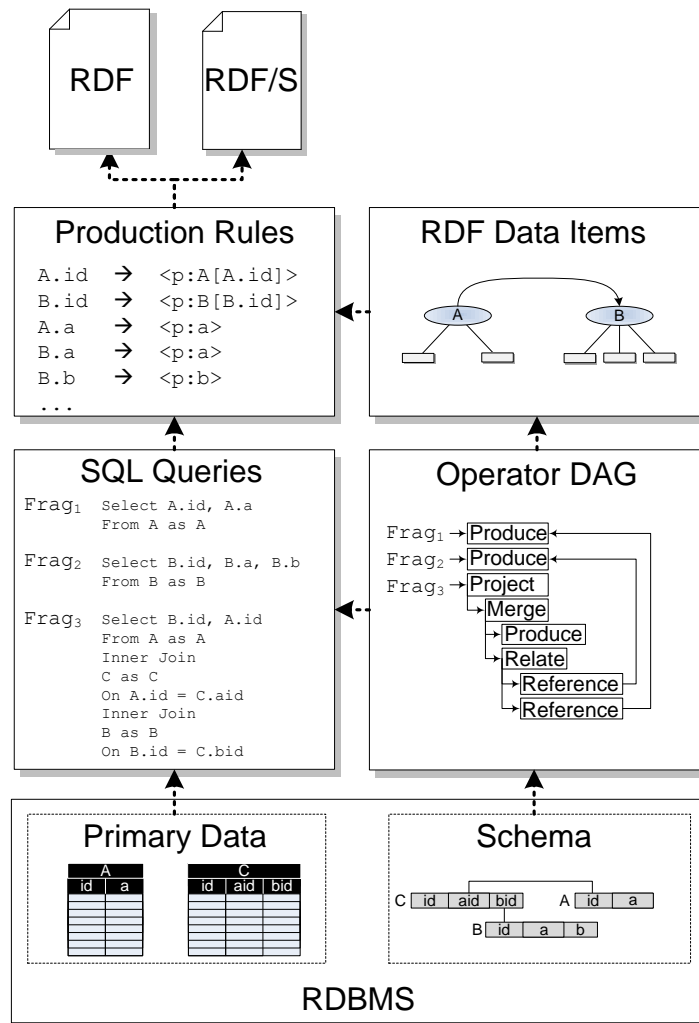 RDF
RDF/S
Production Rules
A.id → <p:A[A.id]>
B.id → <p:B[B.id]>
A.a → <p:a>
B.a → <p:a>
B.b → <p:b>
...
RDF Data Items
A
B
SQL Queries
Frag1 Select A.id, A.a
From A as A
Frag2 Select B.id, B.a, B.b
From B as B
Frag3 Select B.id, A.id
From A as A
Inner Join
C as C
On A.id = C.aid
Inner Join
B as B
On B.id = C.bid
Operator DAG
Frag1 Produce
Frag2 Produce
Frag3 Project
Merge
Produce
Relate
Reference
Reference
Primary Data
A
id a
C
id aid bid
Schema
C id aid bid
A id a
B id a b
RDBMS